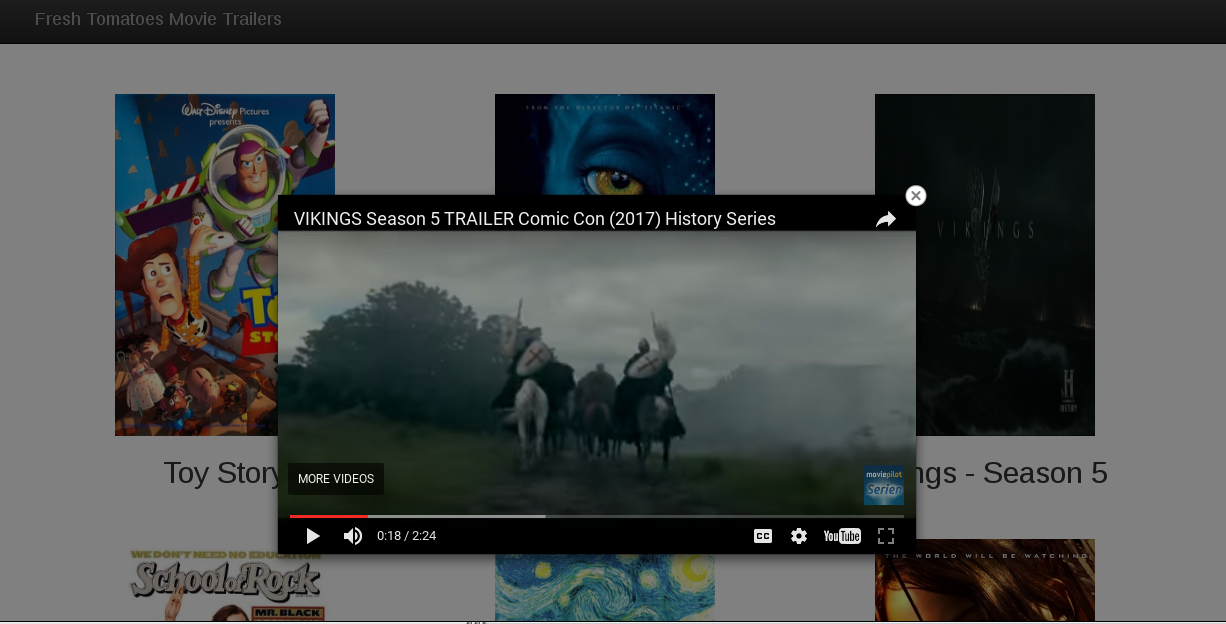 Fresh Tomatoes Movie Trailers
WALT DISNEY Pictures
presents
FROM THE DIRECTOR OF "TITANIC"
VIKINGS Season 5 TRAILER Comic Con (2017) History Series
VIKINGS
MORE VIDEOS
moviepilot
Serien
H
HISTORY
0:18 / 2:24
CC
YouTube
Toy Story
ngs - Season 5
WE DON'T NEED NO EDUCATION
School of Rock
MR. BLACK
THE WORLD WILL BE WATCHING